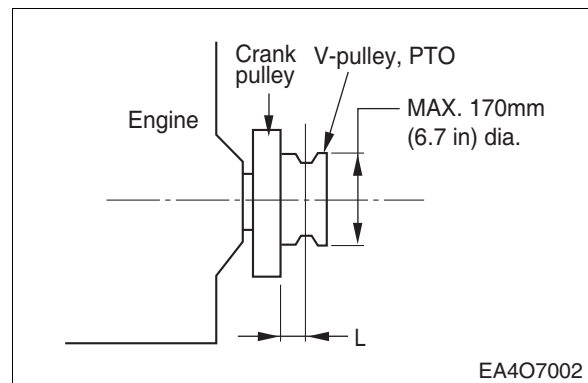 Crank
pulley
V-pulley, PTO
Engine
MAX. 170mm
(6.7 in) dia.
L
EA4O7002